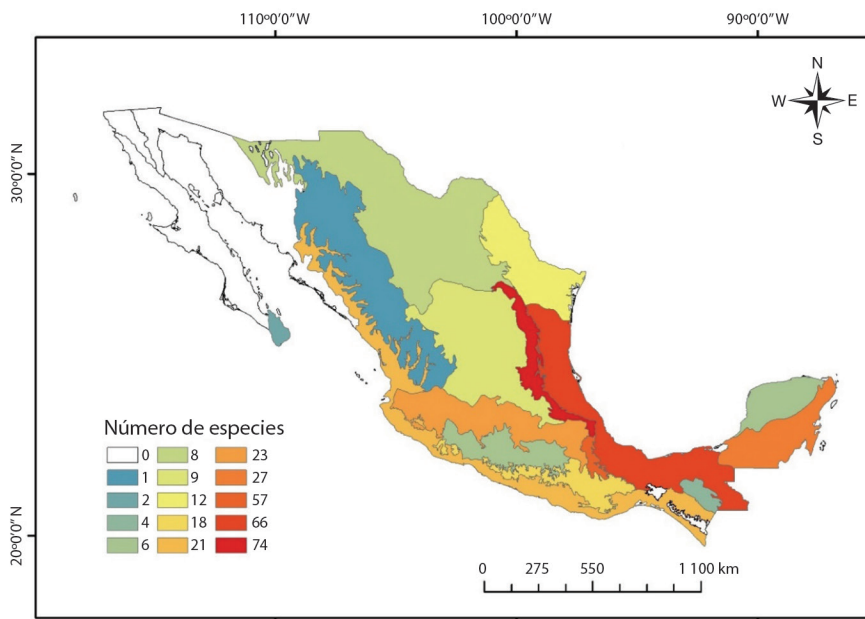 110º0'0"W 100º0'0"W 90º0'0"W
N
W E
S
30º0'0"N
20º0'0"N
Número de especies
0 8 23
1 9 27
2 12 57
4 18 66
6 21 74
0 275 550 1 100 km